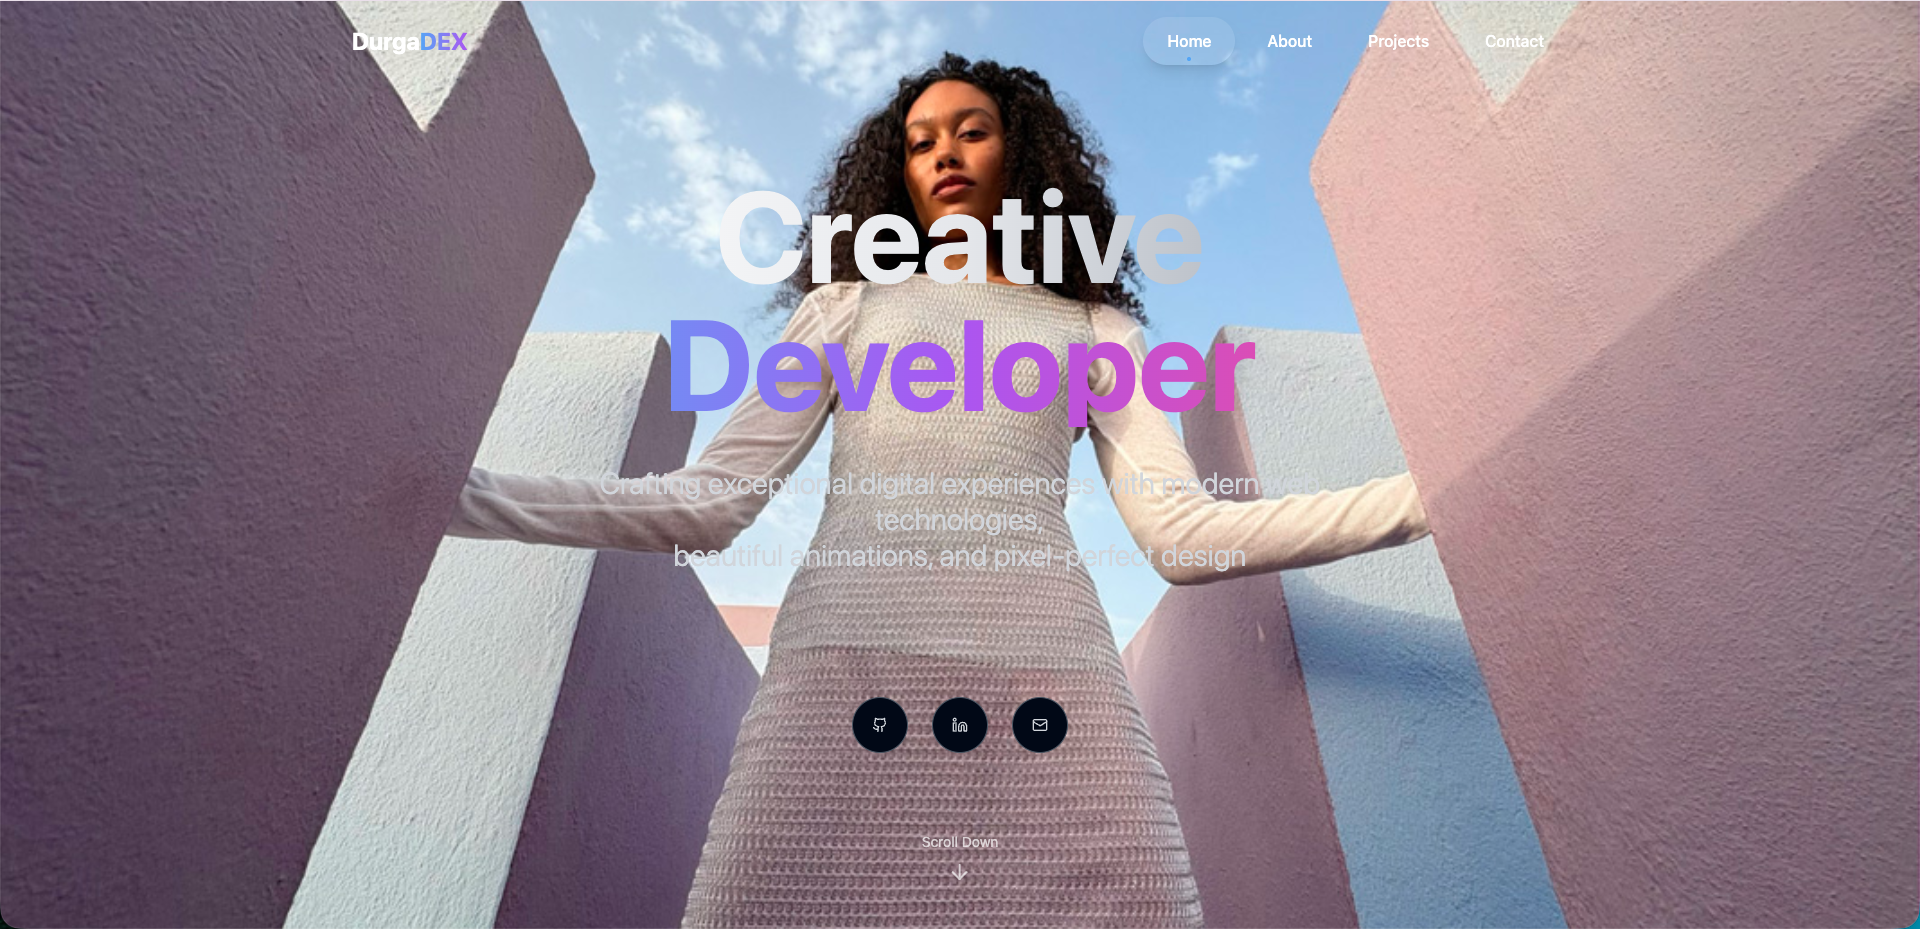 DurgaDEX
Home
About
Projects
Contact
Creative
Developer
Crafting exceptional digital experiences with modern
technologies,
beautiful animations, and pixel-perfect design
Scroll Down